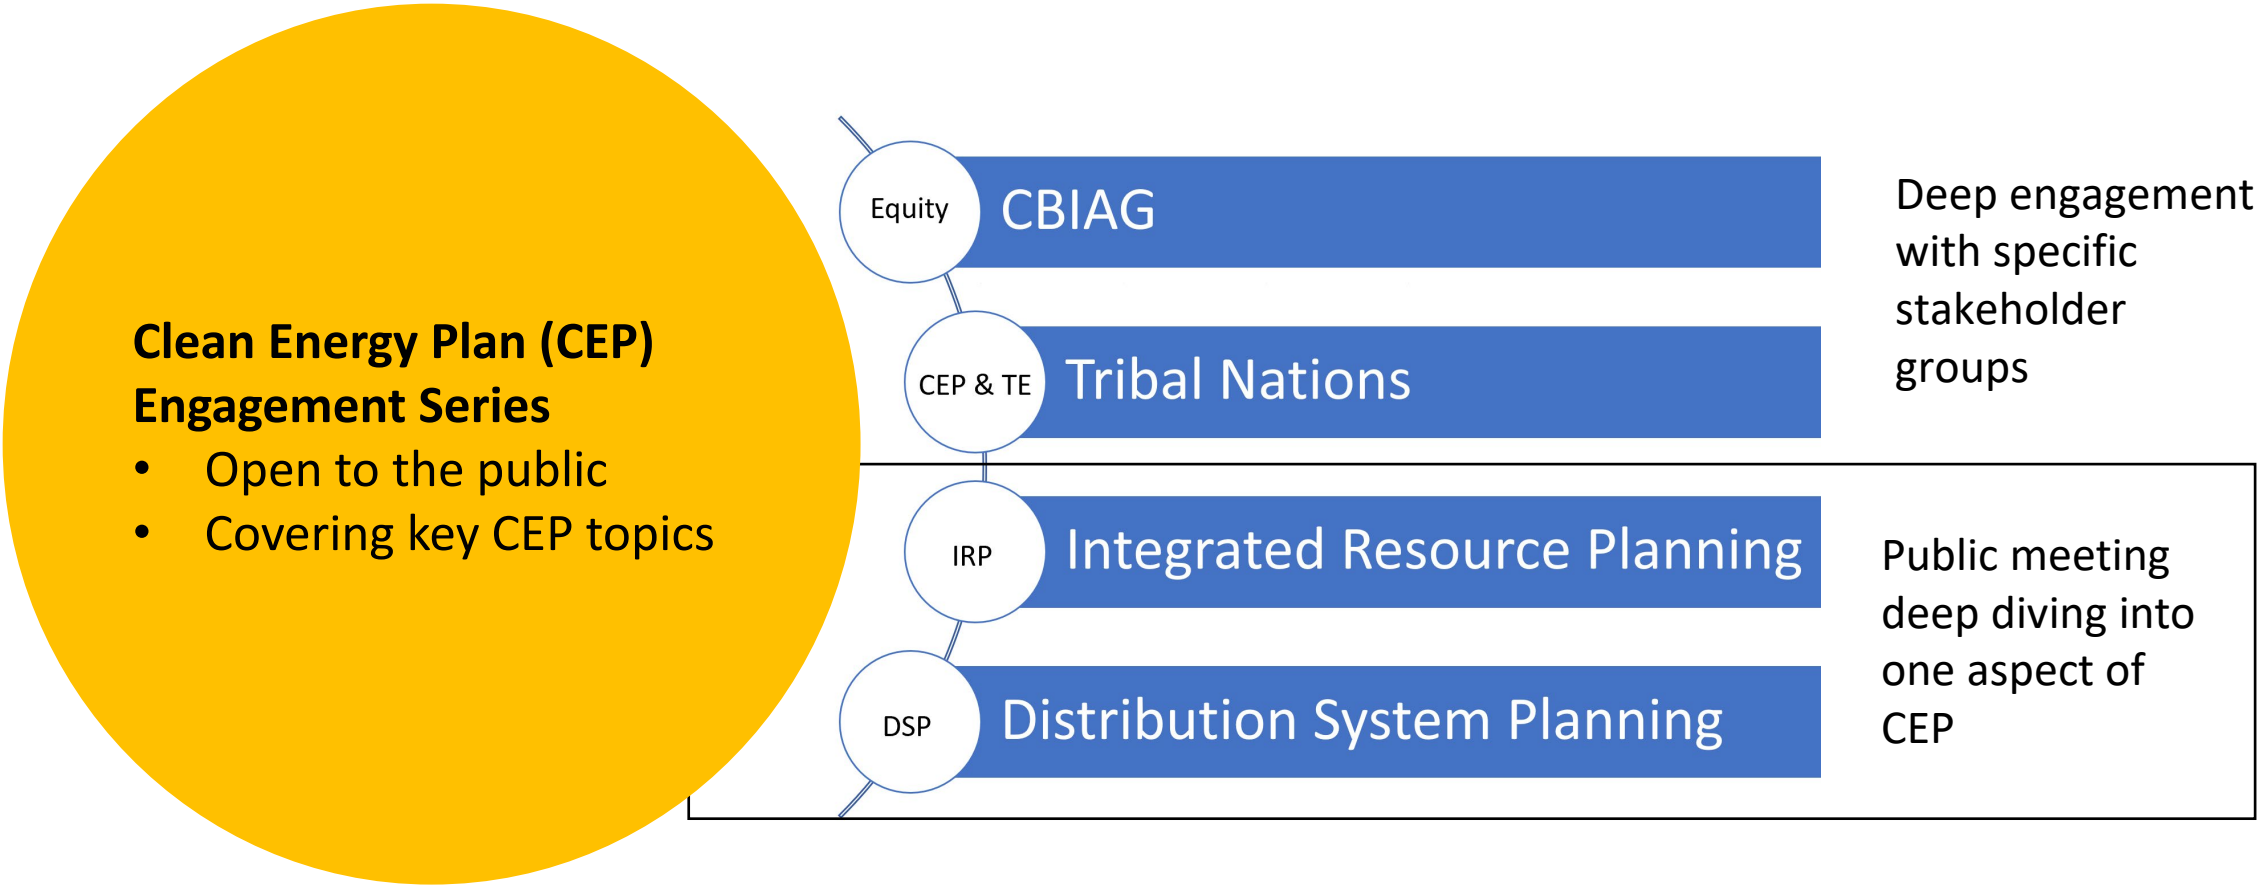 Clean Energy Plan (CEP)
Engagement Series
• Open to the public
• Covering key CEP topics
Equity
CBIAG
CEP & TE
Tribal Nations
Deep engagement
with specific
stakeholder
groups
IRP
Integrated Resource Planning
DSP
Distribution System Planning
Public meeting
deep diving into
one aspect of
CEP